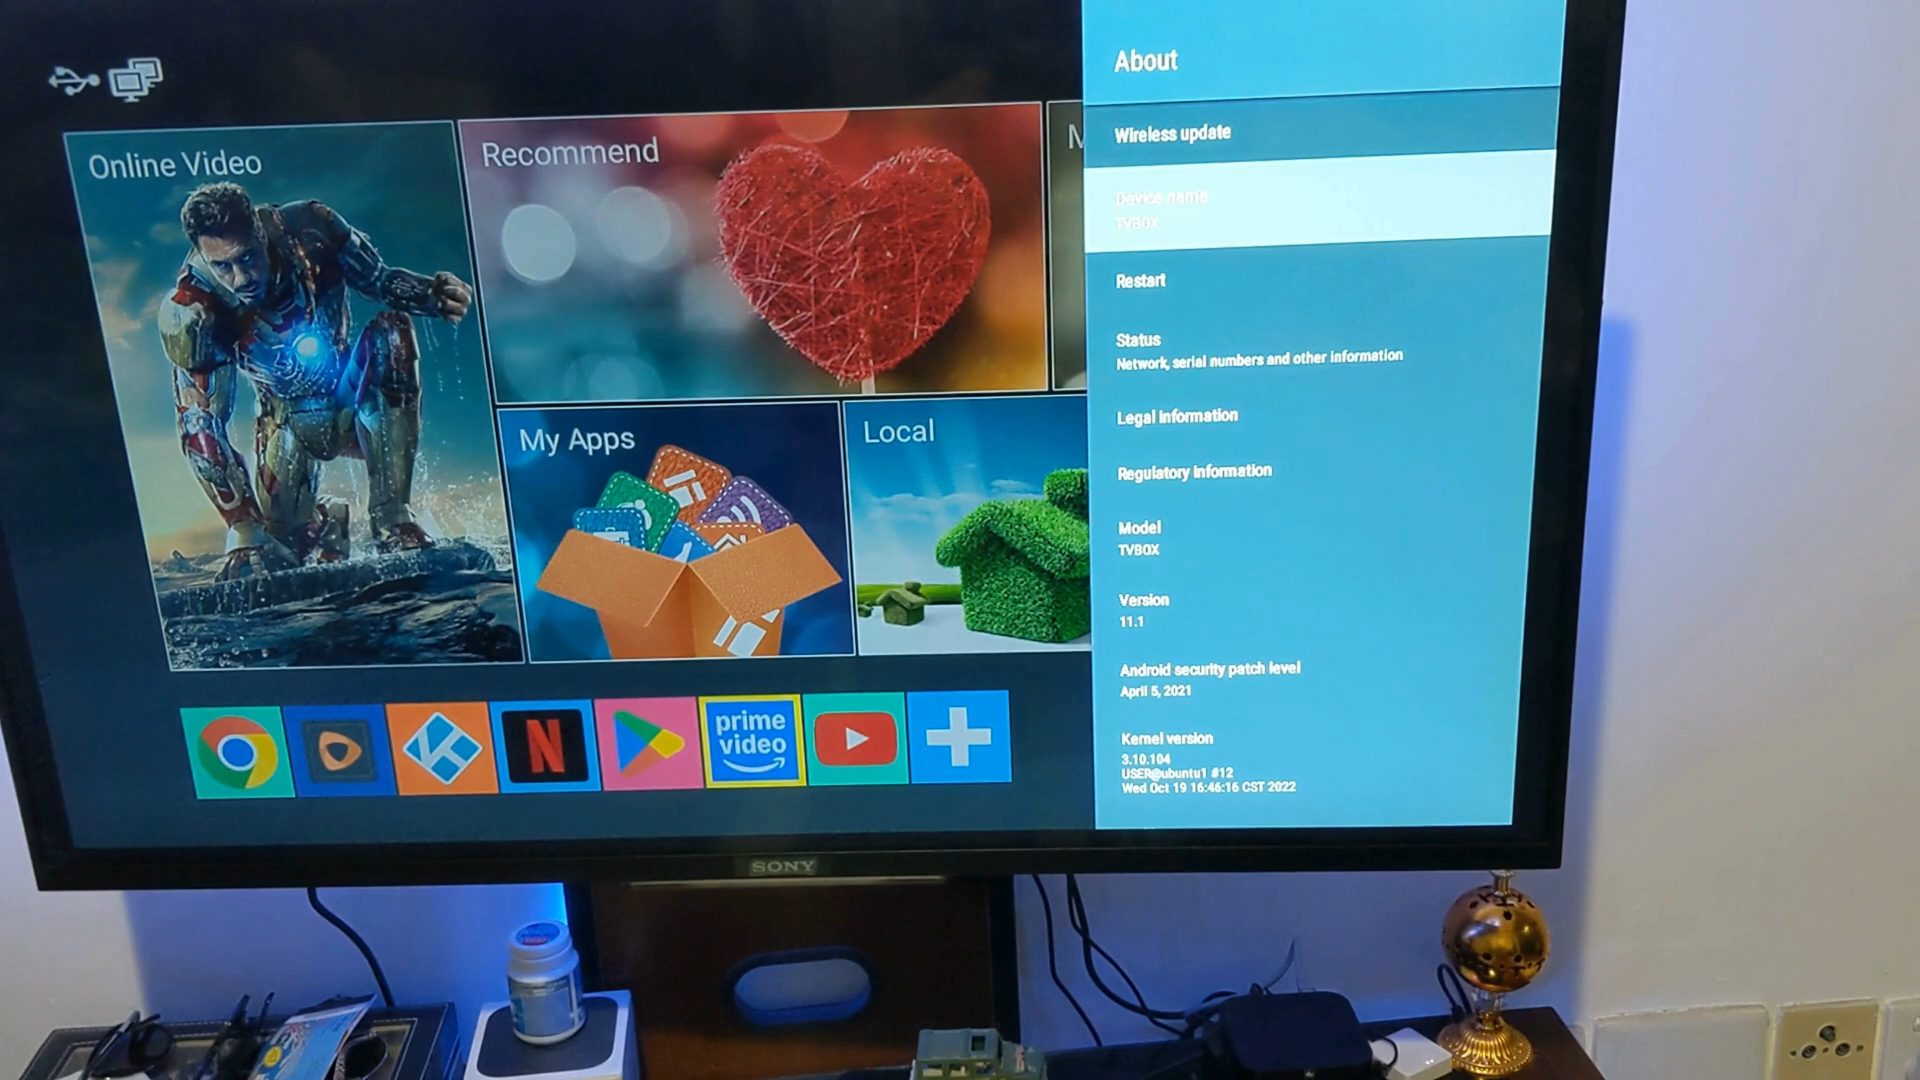 Online Video
Recommend
M
My Apps
Local
prime
video
N
About
Wireless update
Device name
TVBOX
Restart
Status
Network, serial numbers and other information
Legal information
Regulatory information
Model
TVBOX
Version
11.1
Android security patch level
April 5, 2021
Kernel version
3.10.104
USER@ubuntu1 #12
Wed Oct 19 16:46:16 CST 2022
SONY